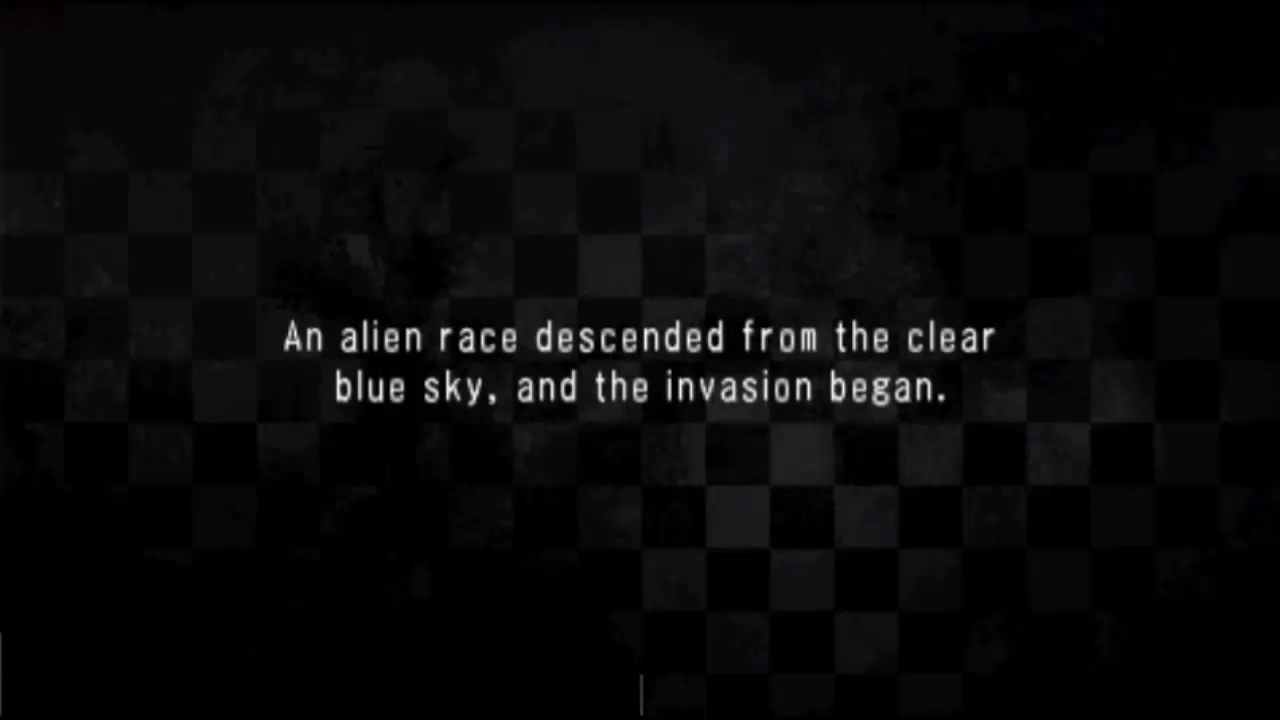 An alien race descended from the clear
blue sky, and the invasion began.